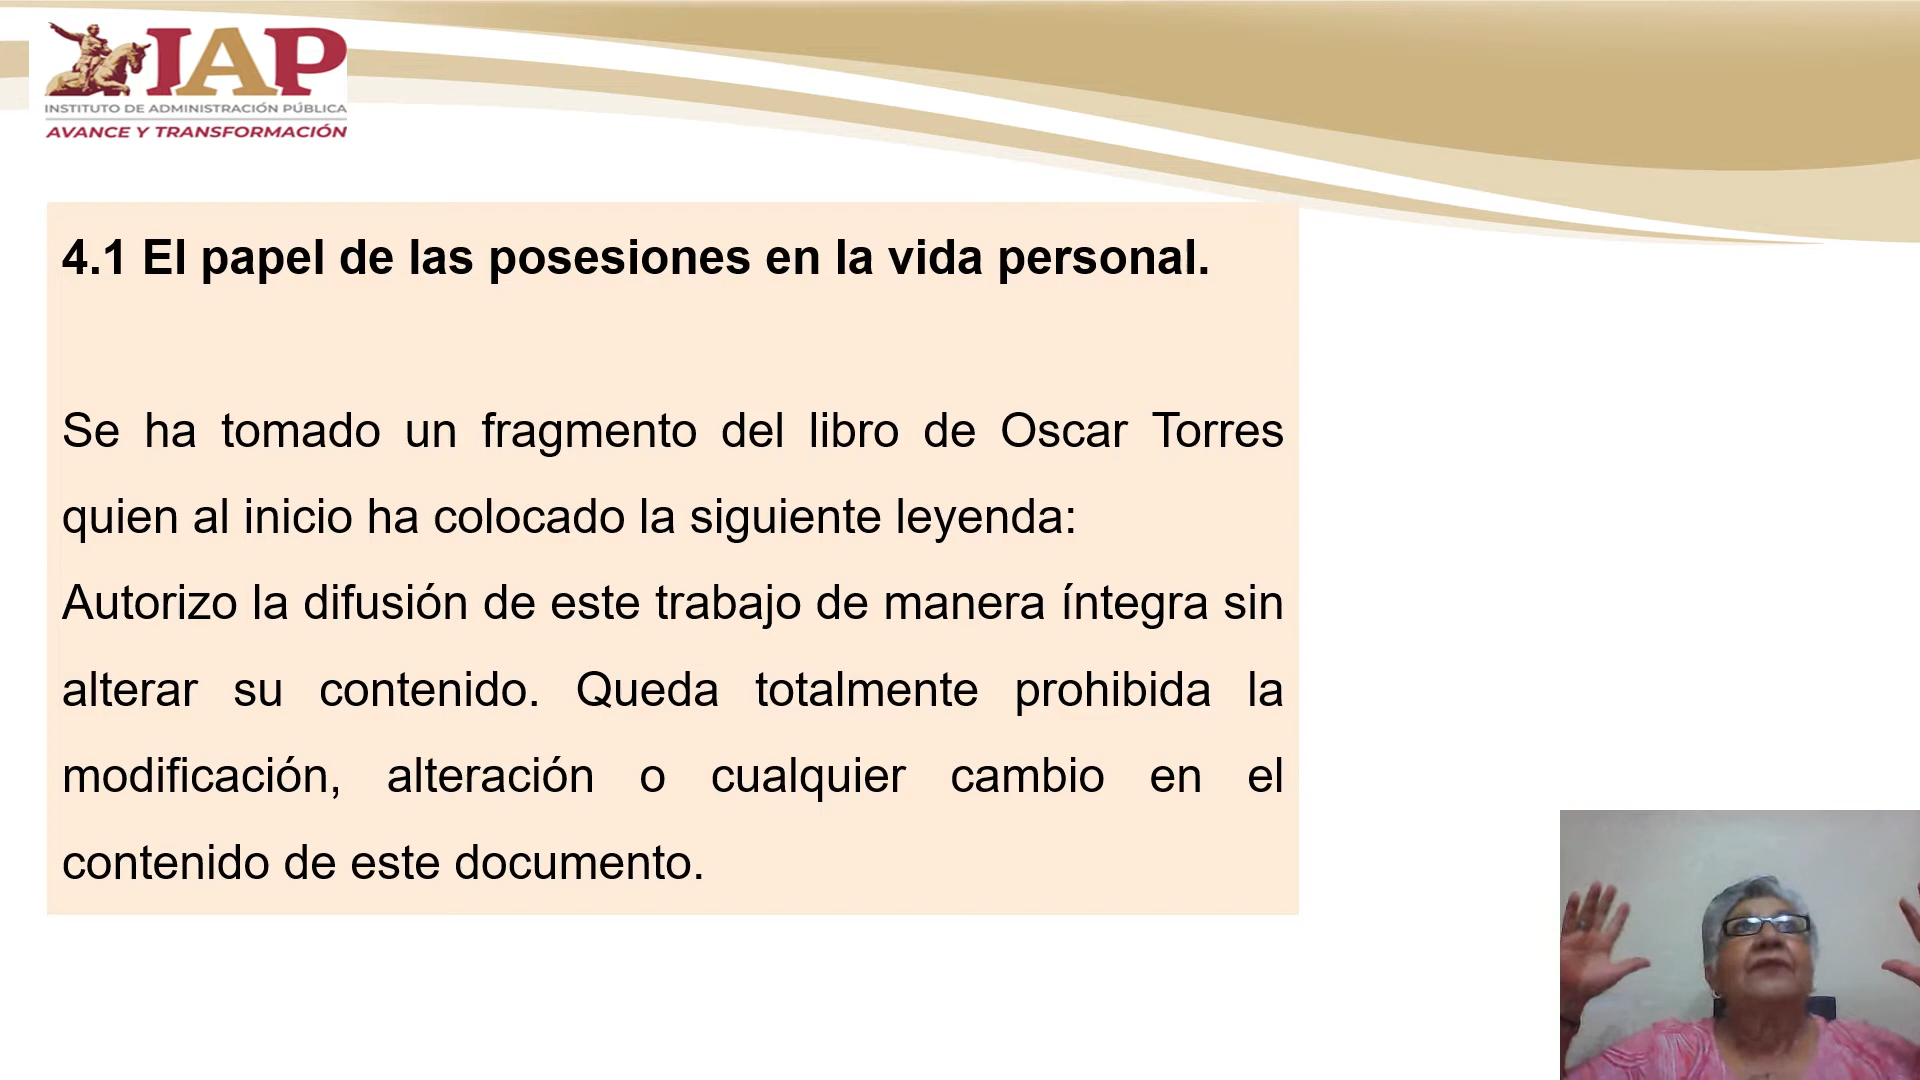 IAP
INSTITUTO DE ADMINISTRACIÓN PÚBLICA
AVANCE Y TRANSFORMACIÓN
4.1 El papel de las posesiones en la vida personal.
Se ha tomado un fragmento del libro de Oscar Torres
quien al inicio ha colocado la siguiente leyenda:
Autorizo la difusión de este trabajo de manera íntegra sin
alterar su contenido. Queda totalmente prohibida la
modificación, alteración o cualquier cambio en el
contenido de este documento.